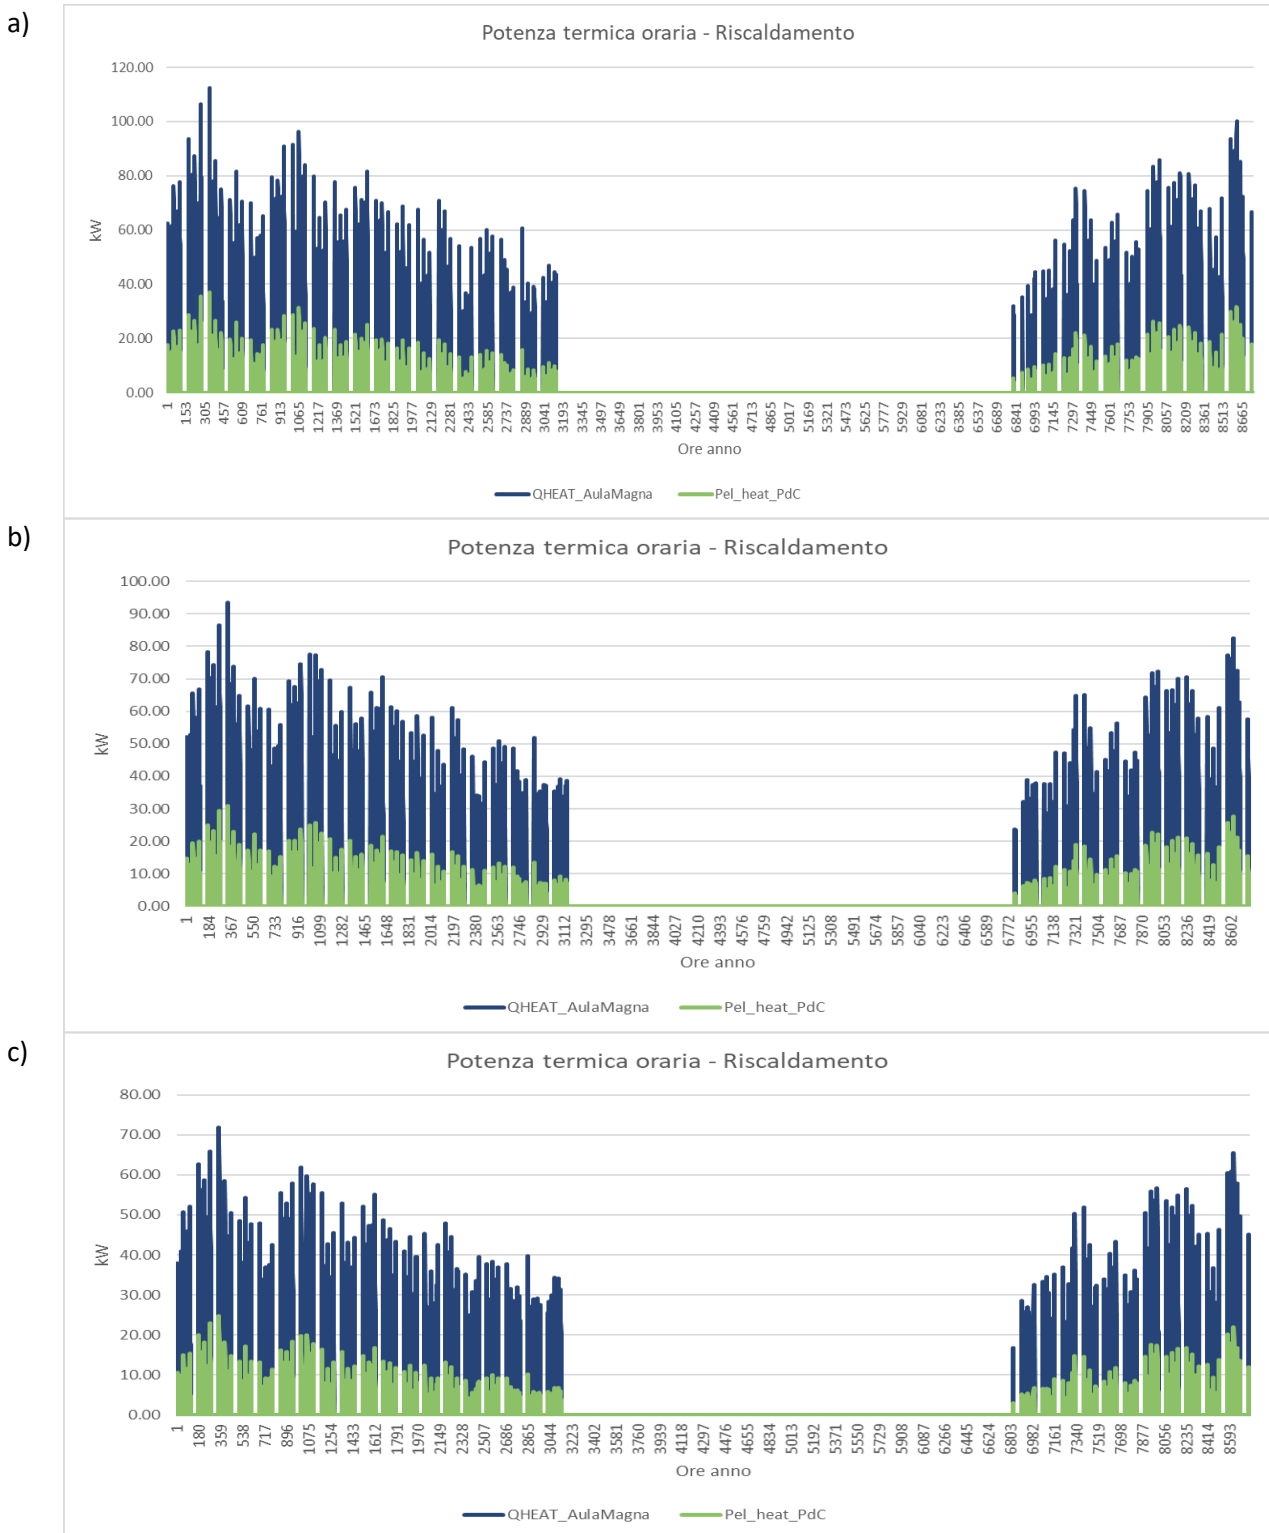 a)
Potenza termica oraria - Riscaldamento
120.00
100.00
80.00
60.00
40.00
20.00
0.00
kW
1 153 305 457 609 761 913 1065 1217 1369 1521 1673 1825 1977 2129 2281 2433 2585 2737 2889 3041 3193 3345 3497 3649 3801 3953 4105 4257 4409 4561 4713 4865 5017 5169 5321 5473 5625 5777 5929 6081 6233 6385 6537 6689 6841 6993 7145 7297 7449 7601 7753 7905 8057 8209 8361 8513 8665
Ore anno
QHEAT_AulaMagna Pel_heat_PdC
b)
Potenza termica oraria - Riscaldamento
100.00
90.00
80.00
70.00
60.00
50.00
40.00
30.00
20.00
10.00
0.00
kW
1 184 367 550 733 916 1099 1282 1465 1648 1831 2014 2197 2380 2563 2746 2929 3112 3295 3478 3661 3844 4027 4210 4393 4576 4759 4942 5125 5308 5491 5674 5857 6040 6223 6406 6589 6772 6955 7138 7321 7504 7687 7870 8053 8236 8419 8602
Ore anno
QHEAT_AulaMagna Pel_heat_PdC
c)
Potenza termica oraria - Riscaldamento
80.00
70.00
60.00
50.00
40.00
30.00
20.00
10.00
0.00
kW
1 180 359 538 717 896 1075 1254 1433 1612 1791 1970 2149 2328 2507 2686 2865 3044 3223 3402 3581 3760 3939 4118 4297 4476 4655 4834 5013 5192 5371 5550 5729 5908 6087 6266 6445 6624 6803 6982 7161 7340 7519 7698 7877 8056 8235 8414 8593
Ore anno
QHEAT_AulaMagna Pel_heat_PdC